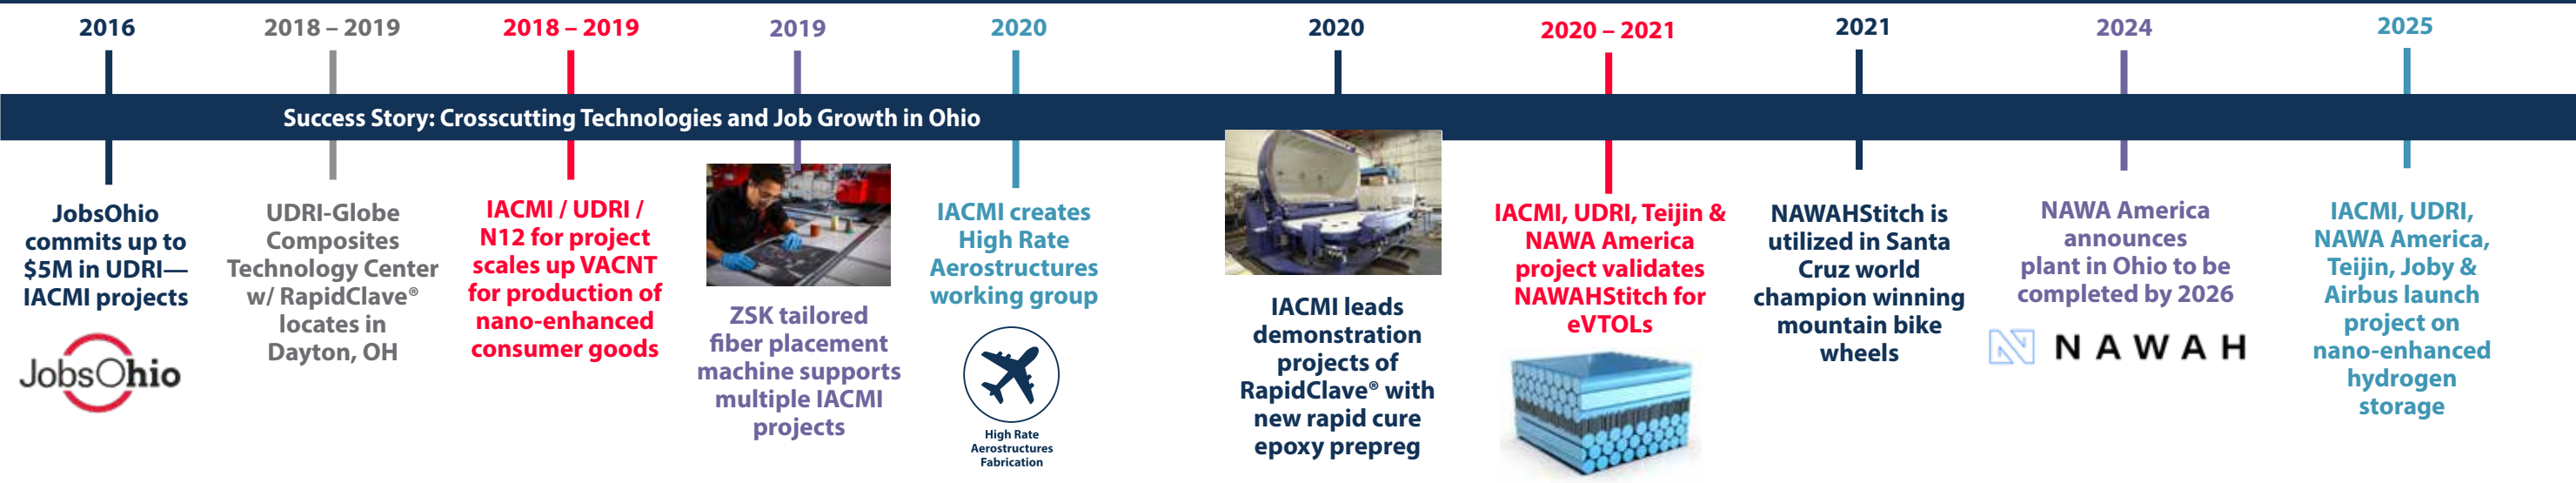 2016
2018 – 2019
2018 – 2019
2019
2020
2020
2020 – 2021
2021
2024
2025
Success Story: Crosscutting Technologies and Job Growth in Ohio
JobsOhio
commits up to
$5M in UDRI—
IACMI projects
JobsOhio
UDRI-Globe
Composites
Technology Center
w/ RapidClave®
locates in
Dayton, OH
IACMI / UDRI /
N12 for project
scales up VACNT
for production of
nano-enhanced
consumer goods
ZSK tailored
fiber placement
machine supports
multiple IACMI
projects
IACMI creates
High Rate
Aerostructures
working group
High Rate
Aerostructures
Fabrication
IACMI leads
demonstration
projects of
RapidClave® with
new rapid cure
epoxy prepreg
IACMI, UDRI, Teijin &
NAWA America
project validates
NAWAHStitch for
eVTOLs
NAWAHStitch is
utilized in Santa
Cruz world
champion winning
mountain bike
wheels
NAWA America
announces
plant in Ohio to be
completed by 2026
NAWAH
IACMI, UDRI,
NAWA America,
Teijin, Joby &
Airbus launch
project on
nano-enhanced
hydrogen
storage